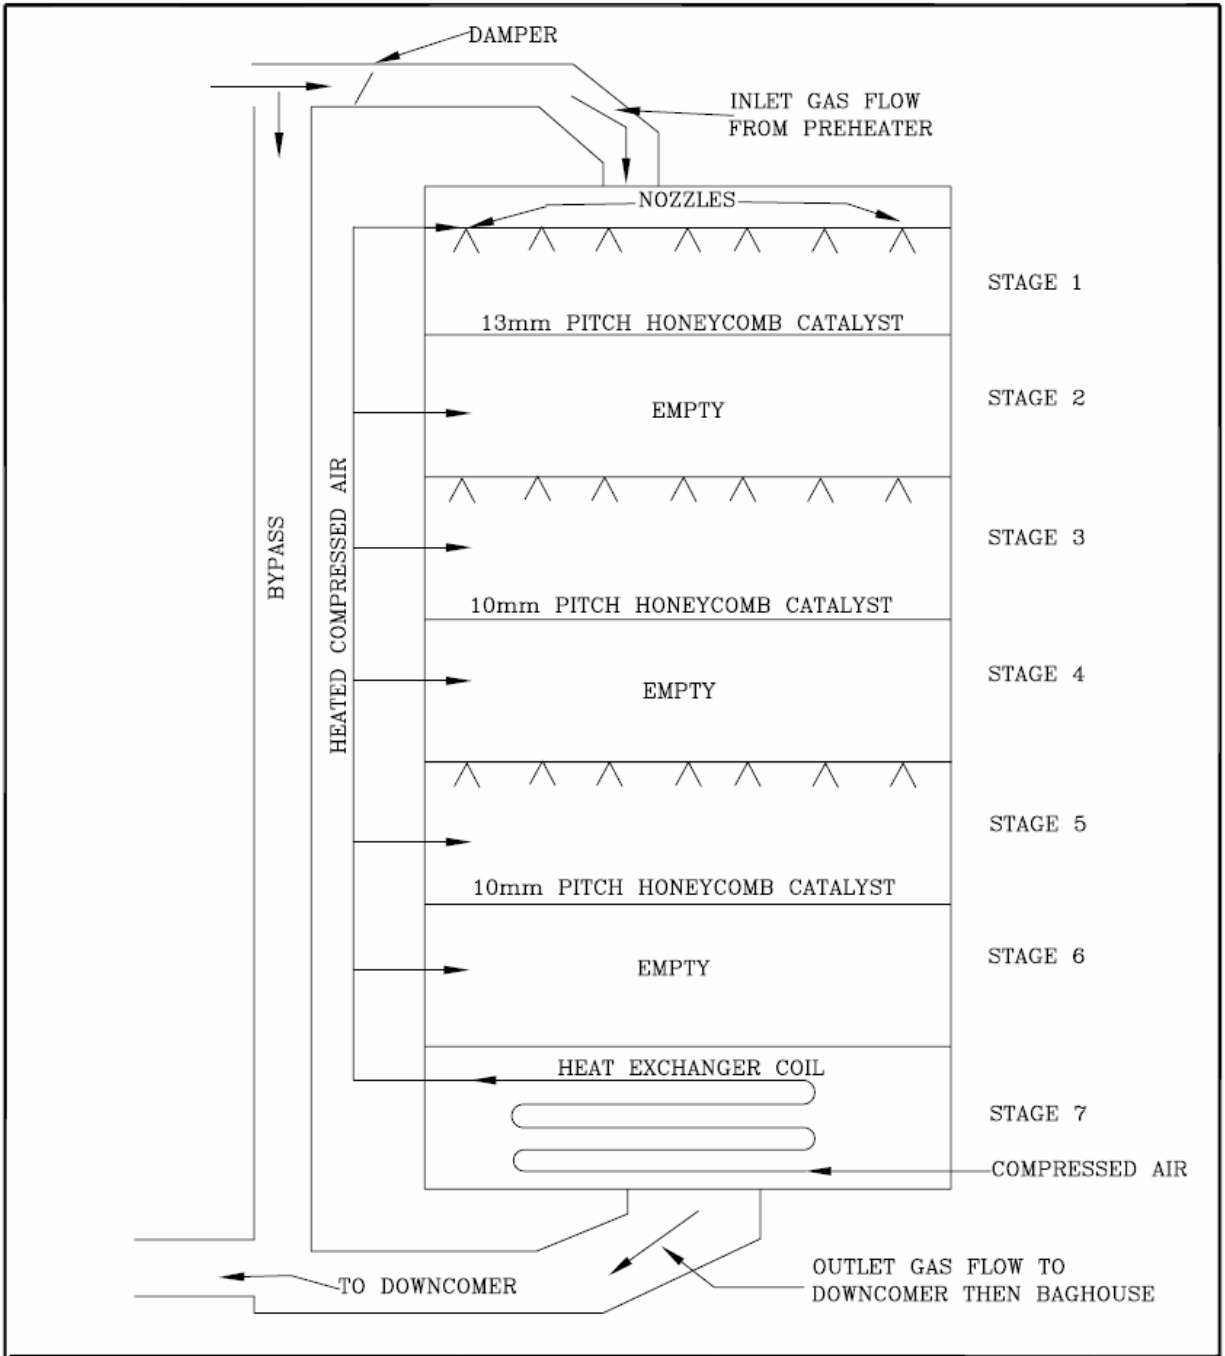 DAMPER
INLET GAS FLOW
FROM PREHEATER
NOZZLES
STAGE 1
13mm PITCH HONEYCOMB CATALYST
STAGE 2
EMPTY
BYPASS
HEATED COMPRESSED AIR
STAGE 3
10mm PITCH HONEYCOMB CATALYST
STAGE 4
EMPTY
STAGE 5
10mm PITCH HONEYCOMB CATALYST
STAGE 6
EMPTY
HEAT EXCHANGER COIL
STAGE 7
COMPRESSED AIR
OUTLET GAS FLOW TO
DOWNCOMER THEN BAGHOUSE
TO DOWNCOMER